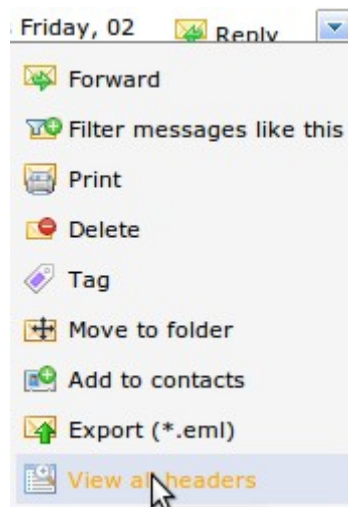 Friday, 02 Reply
Forward
Filter messages like this
Print
Delete
Tag
Move to folder
Add to contacts
Export (*.eml)
View all headers